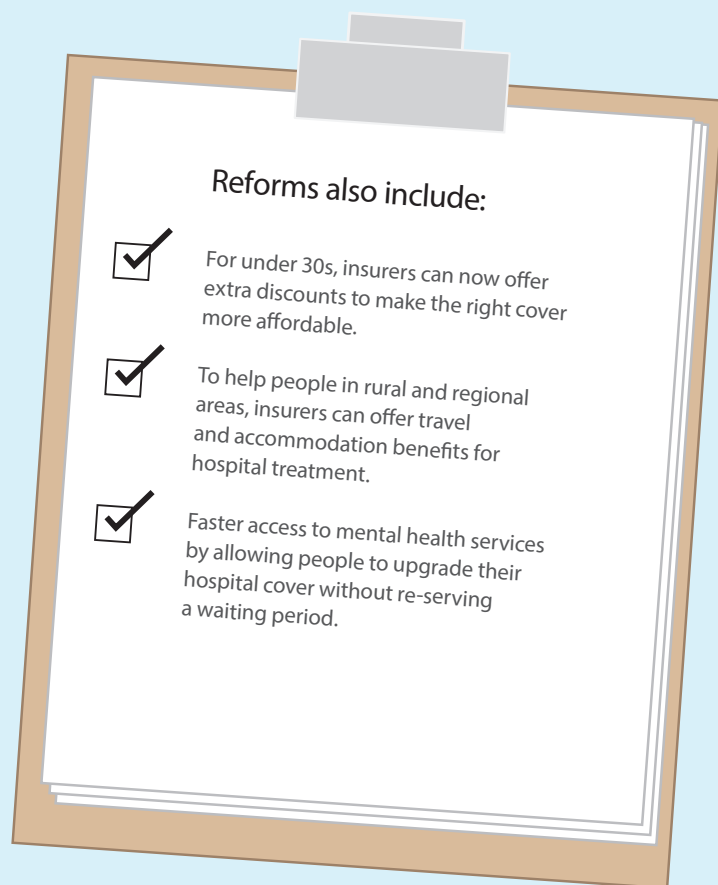 Reforms also include:
For under 30s, insurers can now offer
extra discounts to make the right cover
more affordable.
To help people in rural and regional
areas, insurers can offer travel
and accommodation benefits for
hospital treatment.
Faster access to mental health services
by allowing people to upgrade their
hospital cover without re-serving
a waiting period.